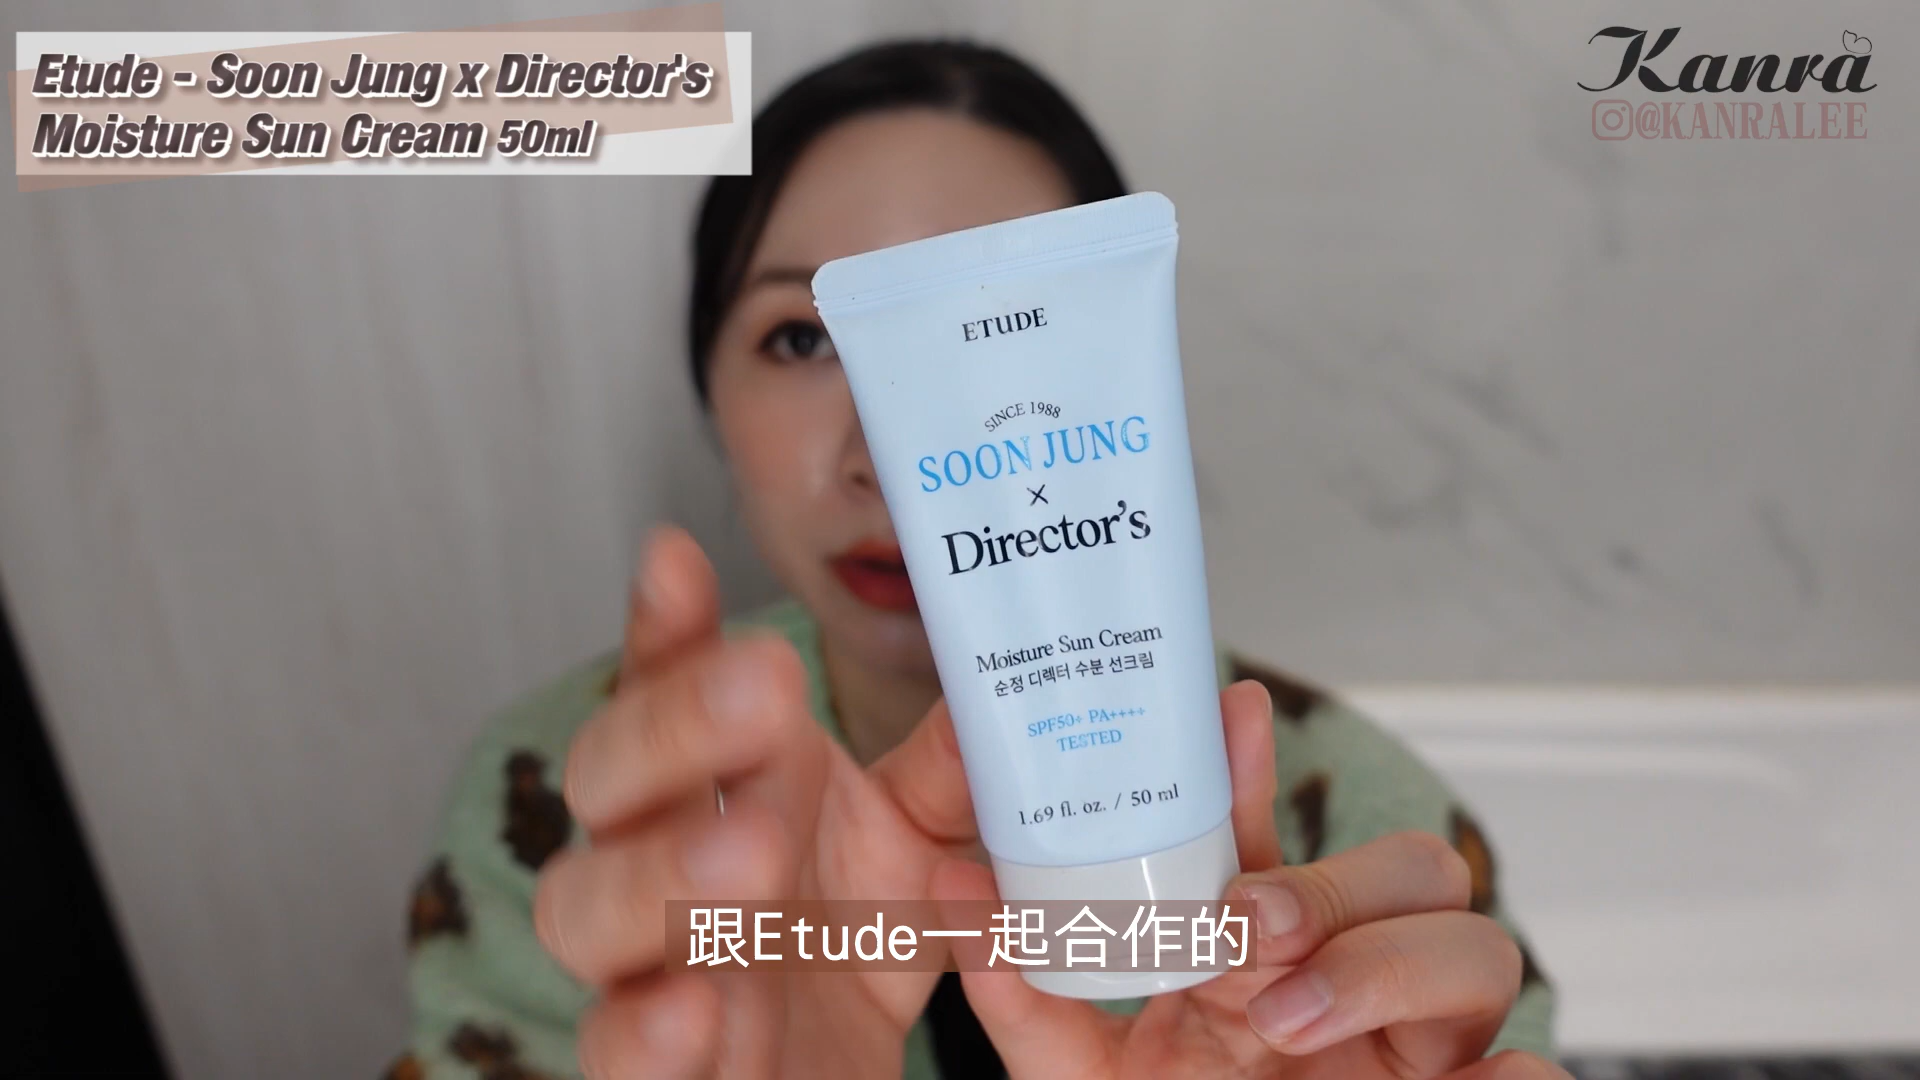 Etude - Soon Jung x Director's
Moisture Sun Cream 50ml
Kanra
@KANRALEE
ETUDE
SINCE 1988
SOON JUNG
×
Director's
Moisture Sun Cream
순정 디렉터 수분 선크림
SPF50+ PA++++
TESTED
1.69 fl. oz. / 50 ml
跟Etude一起合作的